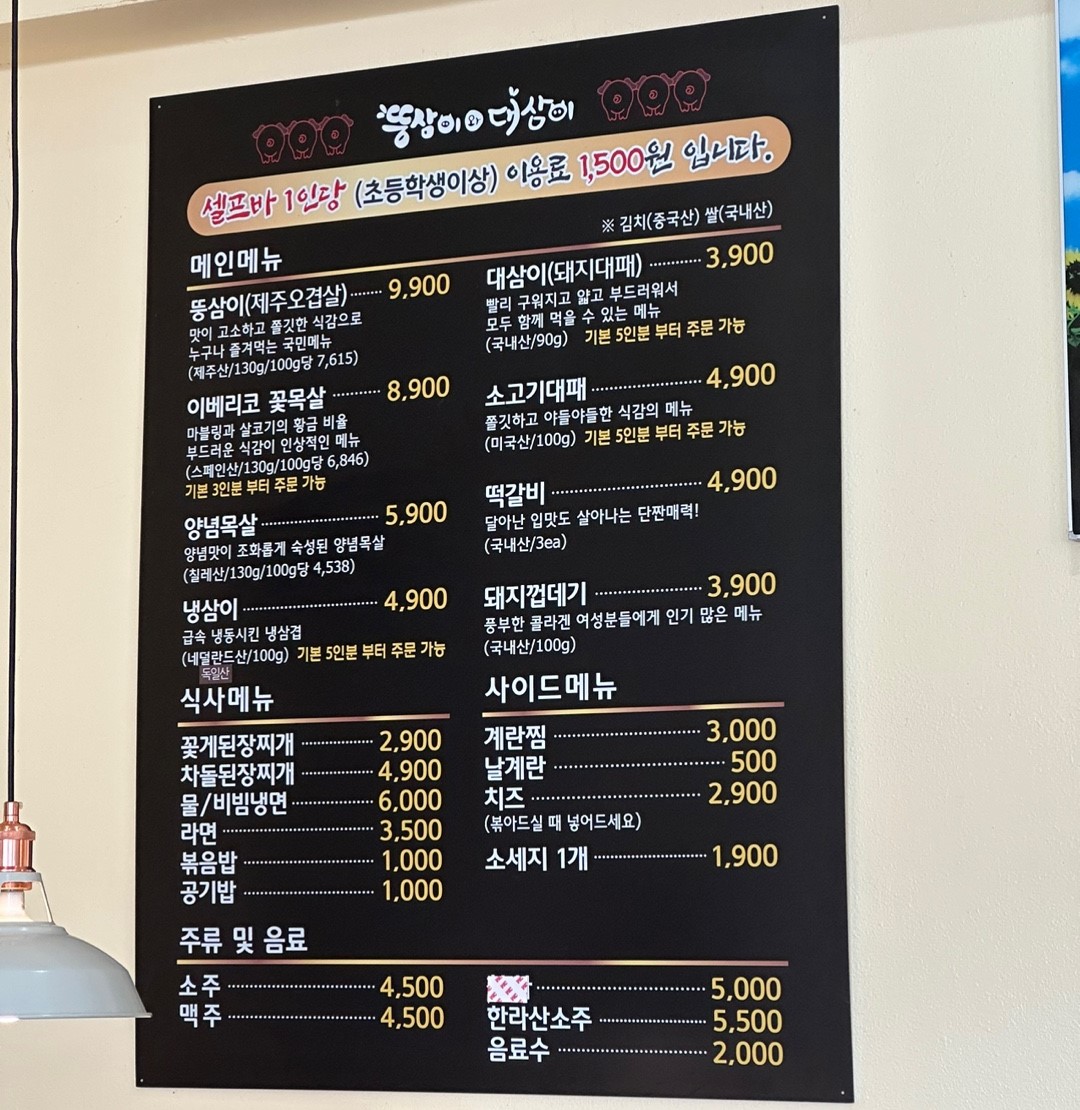 뚱삼이와 대삼이
셀프바 1인당 (초등학생이상) 이용료 1,500원 입니다.
※ 김치(중국산) 쌀(국내산)
메인메뉴
뚱삼이(제주오겹살) 9,900
맛이 고소하고 쫄깃한 식감으로
누구나 즐겨먹는 국민메뉴
(제주산/130g/100g당 7,615)
이베리코 꽃목살 8,900
마블링과 살코기의 황금 비율
부드러운 식감이 인상적인 메뉴
(스페인산/130g/100g당 6,846)
기본 3인분 부터 주문 가능
양념목살 5,900
양념맛이 조화롭게 숙성된 양념목살
(칠레산/130g/100g당 4,538)
냉삼이 4,900
급속 냉동시킨 냉삼겹
(네덜란드산/100g) 기본 5인분 부터 주문 가능
독일산
대삼이(돼지대패) 3,900
빨리 구워지고 얇고 부드러워서
모두 함께 먹을 수 있는 메뉴
(국내산/90g) 기본 5인분 부터 주문 가능
소고기대패 4,900
쫄깃하고 야들야들한 식감의 메뉴
(미국산/100g) 기본 5인분 부터 주문 가능
떡갈비 4,900
달아난 입맛도 살아나는 단짠매력!
(국내산/3ea)
돼지껍데기 3,900
풍부한 콜라겐 여성분들에게 인기 많은 메뉴
(국내산/100g)
식사메뉴
꽃게된장찌개 2,900
차돌된장찌개 4,900
물/비빔냉면 6,000
라면 3,500
볶음밥 1,000
공기밥 1,000
사이드메뉴
계란찜 3,000
날계란 500
치즈 2,900
(볶아드실 때 넣어드세요)
소세지 1개 1,900
주류 및 음료
소주 4,500
맥주 4,500
5,000
한라산소주 5,500
음료수 2,000